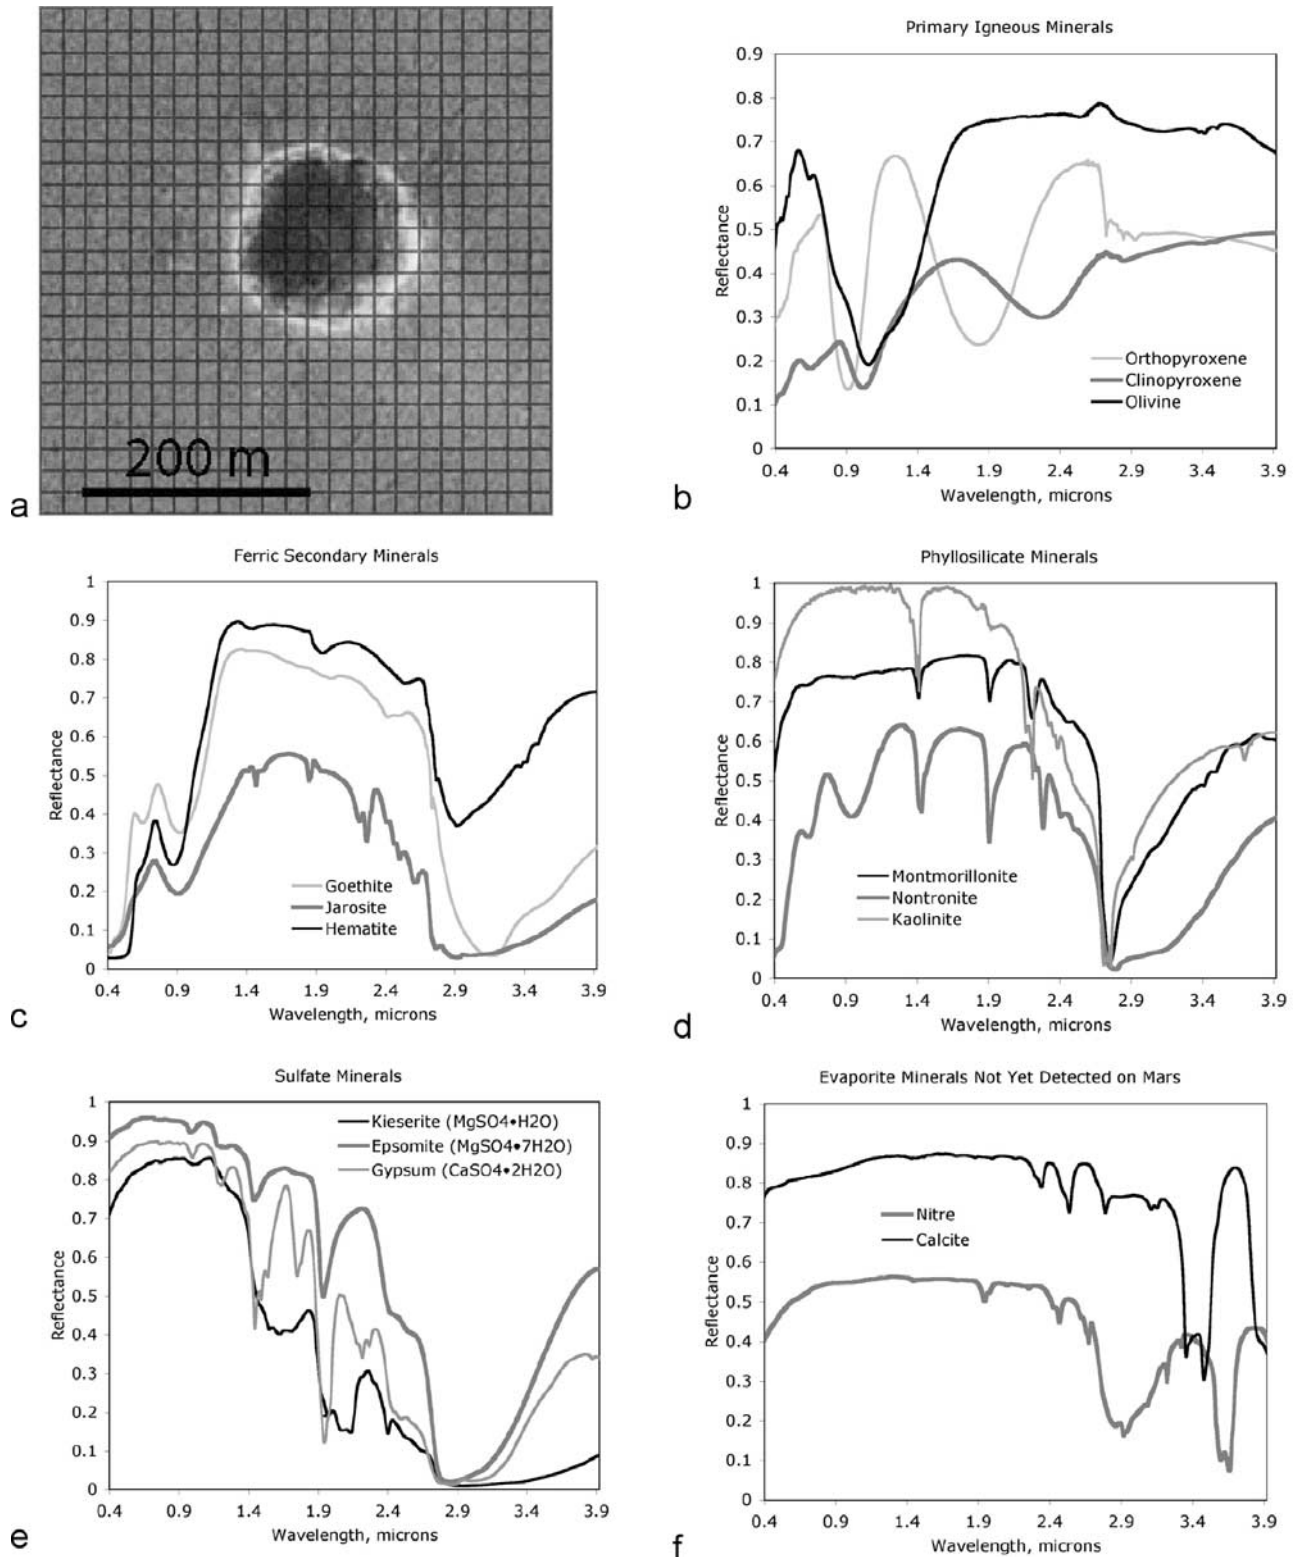 200 m
a
Primary Igneous Minerals
0.9
0.8
0.7
0.6
0.5
0.4
0.3
0.2
0.1
0
Reflectance
Orthopyroxene
Clinopyroxene
Olivine
0.4 0.9 1.4 1.9 2.4 2.9 3.4 3.9
Wavelength, microns
b
Ferric Secondary Minerals
1
0.9
0.8
0.7
0.6
0.5
0.4
0.3
0.2
0.1
0
Reflectance
Goethite
Jarosite
Hematite
0.4 0.9 1.4 1.9 2.4 2.9 3.4 3.9
Wavelength, microns
c
Phyllosilicate Minerals
1
0.9
0.8
0.7
0.6
0.5
0.4
0.3
0.2
0.1
0
Reflectance
Montmorillonite
Nontronite
Kaolinite
0.4 0.9 1.4 1.9 2.4 2.9 3.4 3.9
Wavelength, microns
d
Sulfate Minerals
1
0.9
0.8
0.7
0.6
0.5
0.4
0.3
0.2
0.1
0
Reflectance
Kieserite (MgSO4•H2O)
Epsomite (MgSO4•7H2O)
Gypsum (CaSO4•2H2O)
0.4 0.9 1.4 1.9 2.4 2.9 3.4 3.9
Wavelength, microns
e
Evaporite Minerals Not Yet Detected on Mars
1
0.9
0.8
0.7
0.6
0.5
0.4
0.3
0.2
0.1
0
Reflectance
Nitre
Calcite
0.4 0.9 1.4 1.9 2.4 2.9 3.4 3.9
Wavelength, microns
f